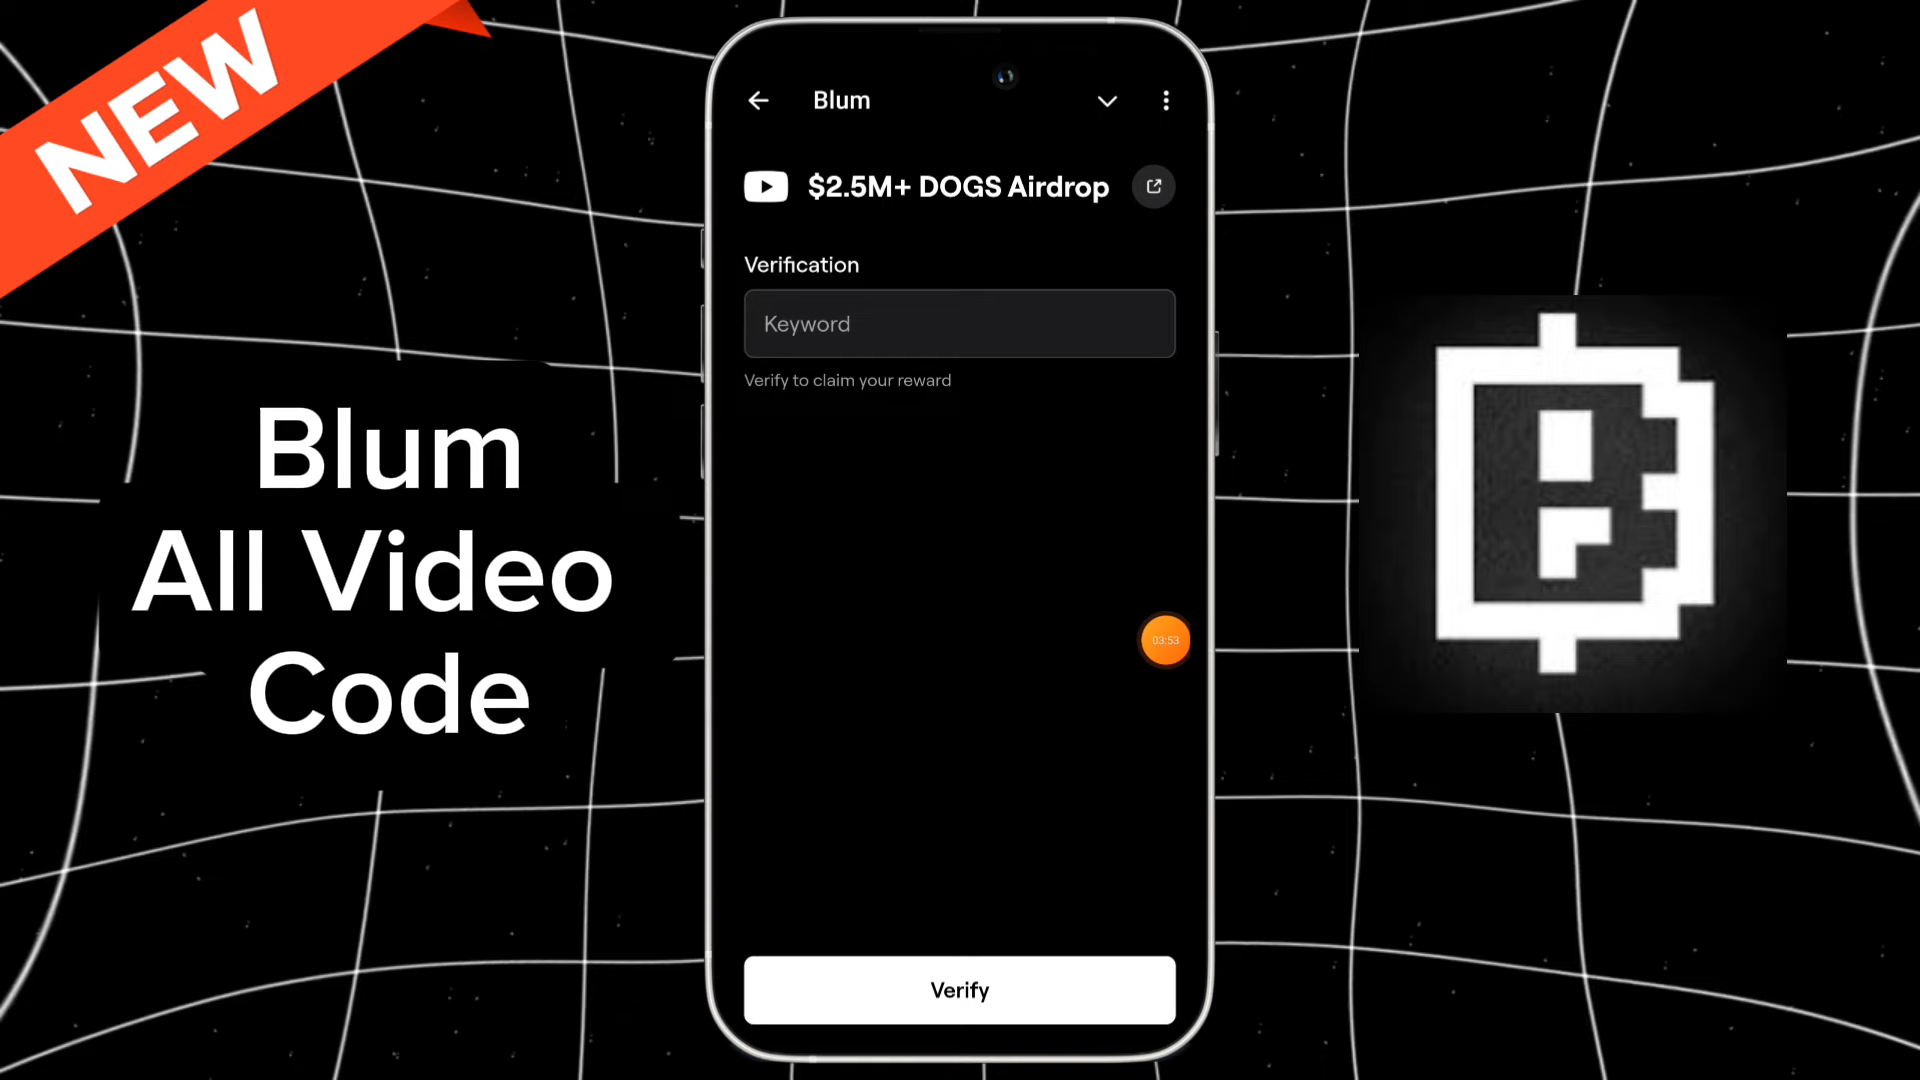 NEW
Blum
All Video
Code
Blum
$2.5M+ DOGS Airdrop
Verification
Keyword
Verify to claim your reward
03:53
Verify